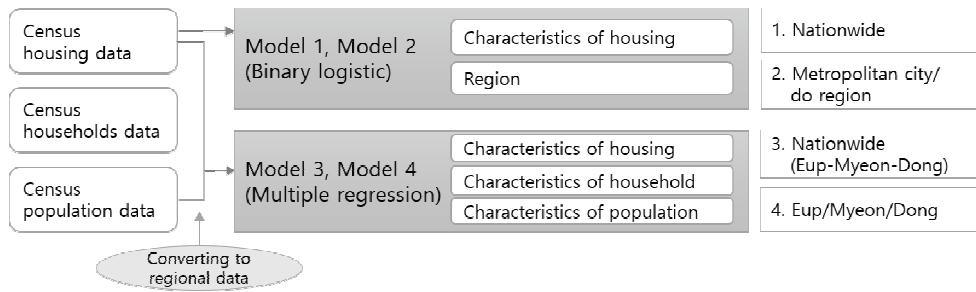 Census
housing data
Census
households data
Census
population data
Converting to
regional data
Model 1, Model 2
(Binary logistic)
Characteristics of housing
Region
Model 3, Model 4
(Multiple regression)
Characteristics of housing
Characteristics of household
Characteristics of population
1. Nationwide
2. Metropolitan city/
do region
3. Nationwide
(Eup-Myeon-Dong)
4. Eup/Myeon/Dong